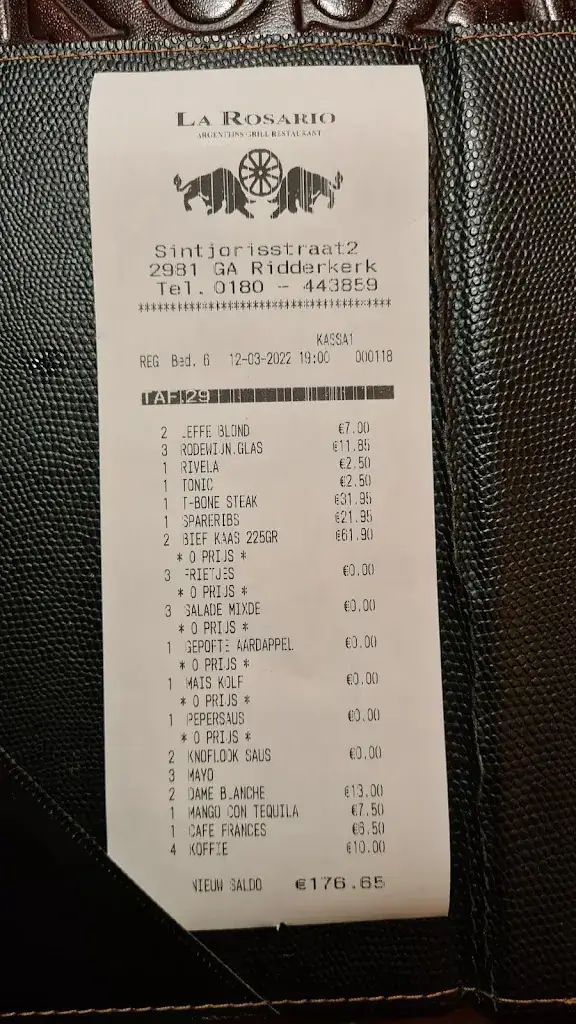 LA ROSARIO
ARGENTIJNS GRILL RESTAURANT
Sintjorisstraat2
2981 GA Ridderkerk
Tel. 0180 - 443859
****************************************
KASSA1
REG Bed. 6 12-03-2022 19:00 000118
TAF:29
2 LEFFE BLOND €7.00
3 RODEWIJN.GLAS €11.85
1 RIVELA €2.50
1 TONIC €2.50
1 T-BONE STEAK €31.95
1 SPARERIBS €21.95
2 BIEF KAAS 225GR €61.90
* 0 PRIJS *
3 FRIETJES €0.00
* 0 PRIJS *
3 SALADE MIXDE €0.00
* 0 PRIJS *
1 GEPOFTE AARDAPPEL €0.00
* 0 PRIJS *
1 MAIS KOLF €0.00
* 0 PRIJS *
1 PEPERSAUS €0.00
* 0 PRIJS *
2 KNOFLOOK SAUS €0.00
3 MAYO
2 DAME BLANCHE €13.00
1 MANGO CON TEQUILA €7.50
1 CAFE FRANCES €6.50
4 KOFFIE €10.00
NIEUW SALDO €176.65